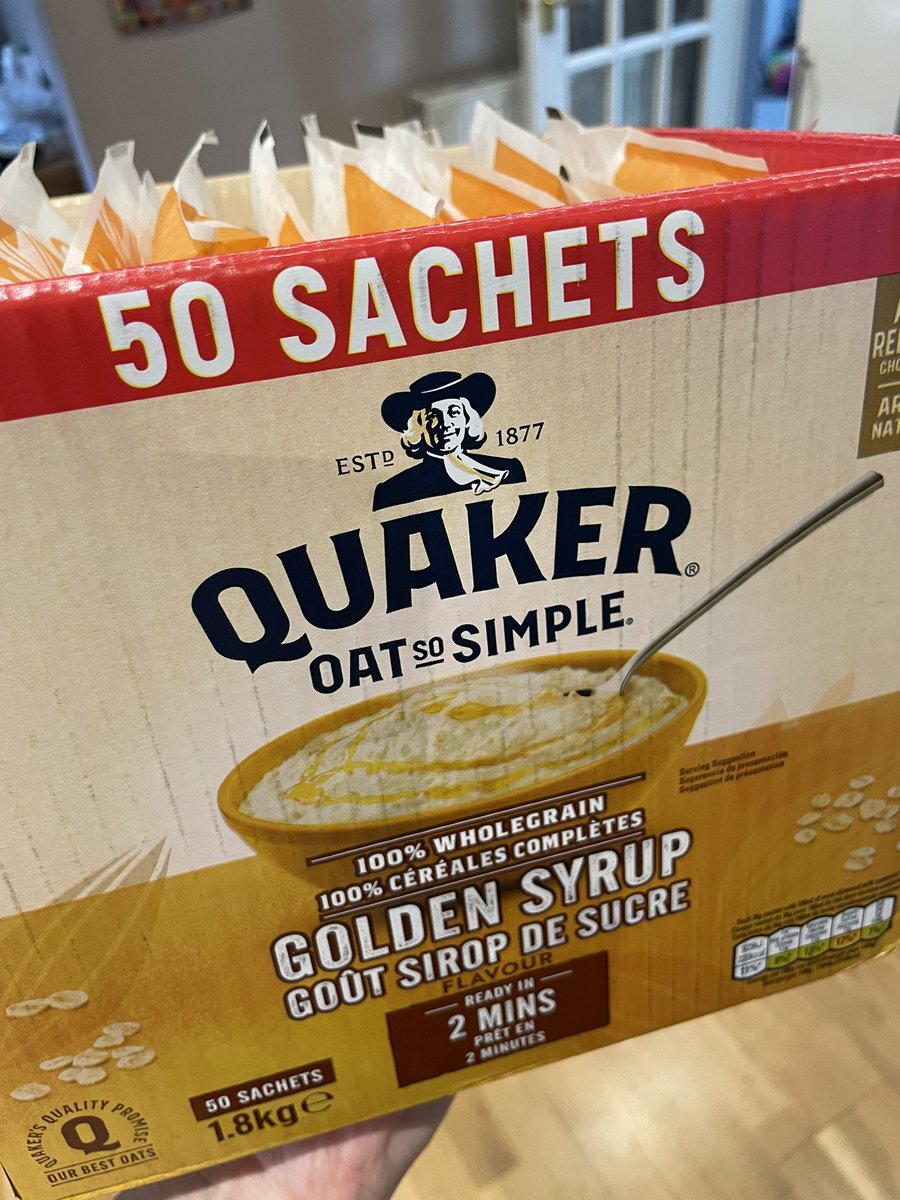 50 SACHETS
ESTD 1877
QUAKER®
OAT SO SIMPLE®
Serving Suggestion
Sugerencia de presentación
Suggestion de présentation
100% WHOLEGRAIN
100% CÉRÉALES COMPLÈTES
GOLDEN SYRUP
GOÛT SIROP DE SUCRE
FLAVOUR
READY IN
2 MINS
PRÊT EN
2 MINUTES
50 SACHETS
1.8kg e
QUAKER'S QUALITY PROMISE
Q
OUR BEST OATS